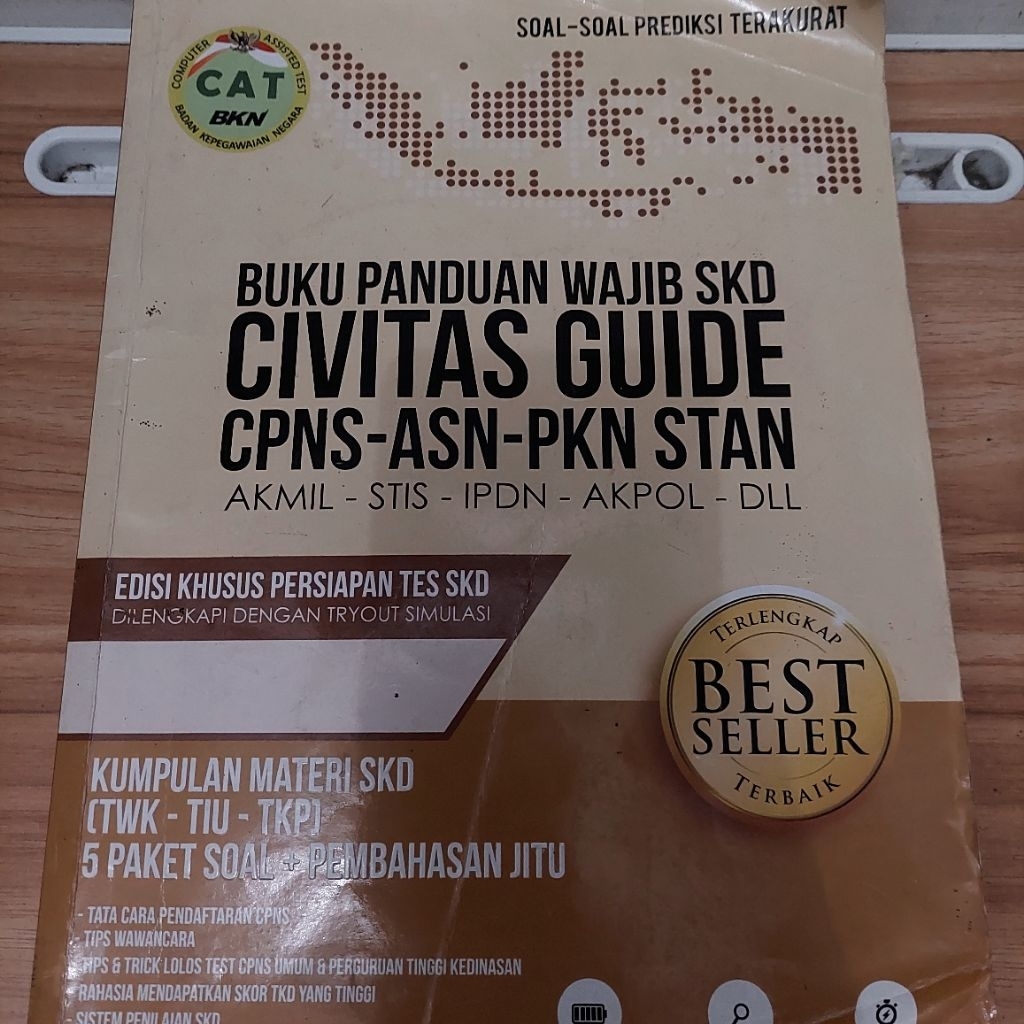 SOAL-SOAL PREDIKSI TERAKURAT
COMPUTER ASSISTED TEST
CAT
BKN
BADAN KEPEGAWAIAN NEGARA
BUKU PANDUAN WAJIB SKD
CIVITAS GUIDE
CPNS-ASN-PKN STAN
AKMIL - STIS - IPDN - AKPOL - DLL
EDISI KHUSUS PERSIAPAN TES SKD
DILENGKAPI DENGAN TRYOUT SIMULASI
TERLENGKAP
BEST
SELLER
TERBAIK
KUMPULAN MATERI SKD
(TWK - TIU - TKP)
5 PAKET SOAL + PEMBAHASAN JITU
- TATA CARA PENDAFTARAN CPNS
- TIPS WAWANCARA
- TIPS & TRICK LOLOS TEST CPNS UMUM & PERGURUAN TINGGI KEDINASAN
- RAHASIA MENDAPATKAN SKOR TKD YANG TINGGI
- SISTEM PENILAIAN SKD